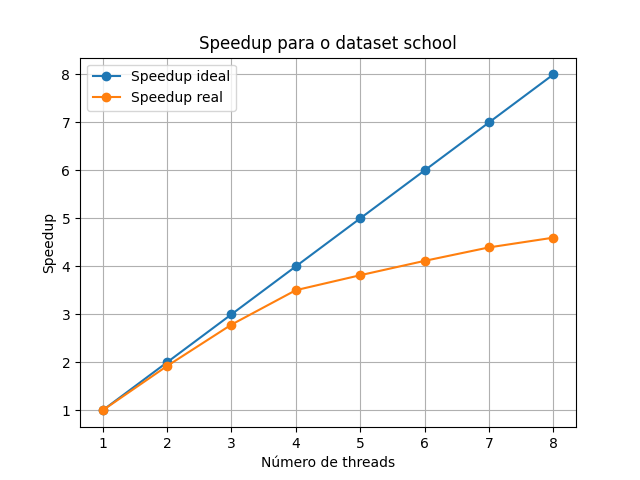 Speedup para o dataset school
Speedup ideal
Speedup real
8
7
6
5
4
3
2
1
Speedup
1 2 3 4 5 6 7 8
Número de threads